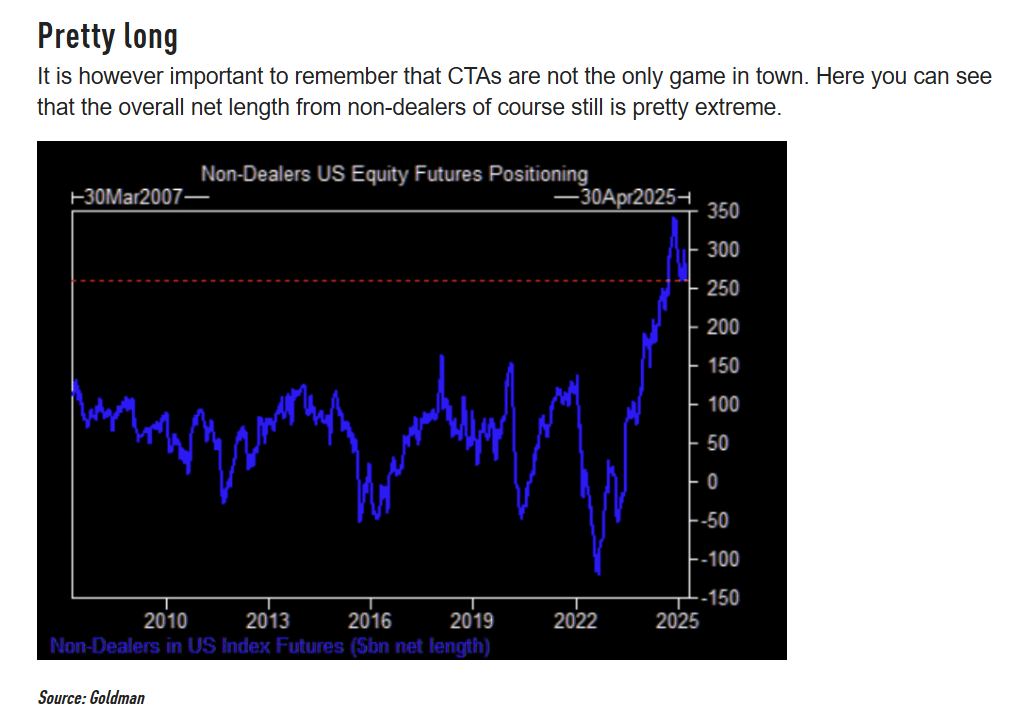 Pretty long
It is however important to remember that CTAs are not the only game in town. Here you can see
that the overall net length from non-dealers of course still is pretty extreme.
Non-Dealers US Equity Futures Positioning
30Mar2007
30Apr2025
350
300
250
200
150
100
50
0
-50
-100
-150
2010 2013 2016 2019 2022 2025
Non-Dealers in US Index Futures ($bn net length)
Source: Goldman